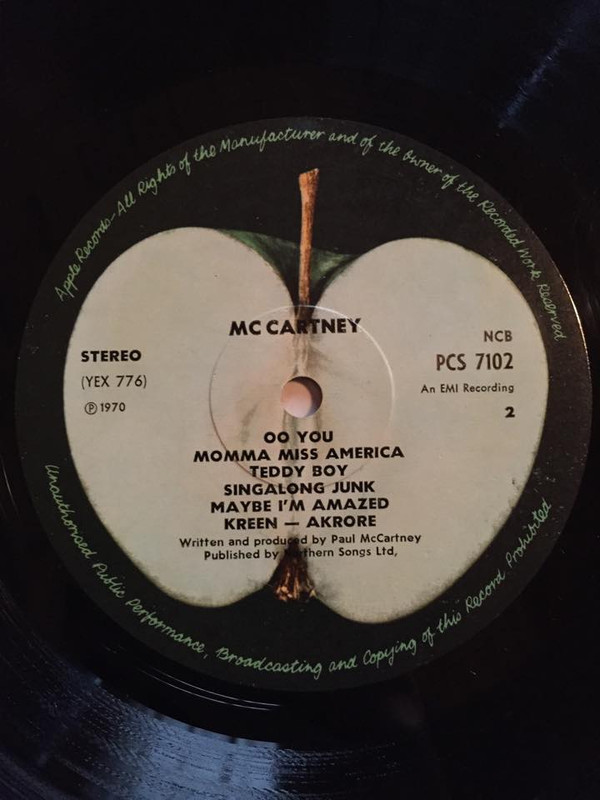 Apple Records-All Rights of the Manufacturer and of the Owner of the Recorded Work Reserved
MC CARTNEY
STEREO
(YEX 776)
Ⓟ 1970
NCB
PCS 7102
An EMI Recording
2
OO YOU
MOMMA MISS AMERICA
TEDDY BOY
SINGALONG JUNK
MAYBE I'M AMAZED
KREEN — AKRORE
Written and produced by Paul McCartney
Published by Northern Songs Ltd,
Unauthorised Public Performance, Broadcasting and Copying of this Record Prohibited